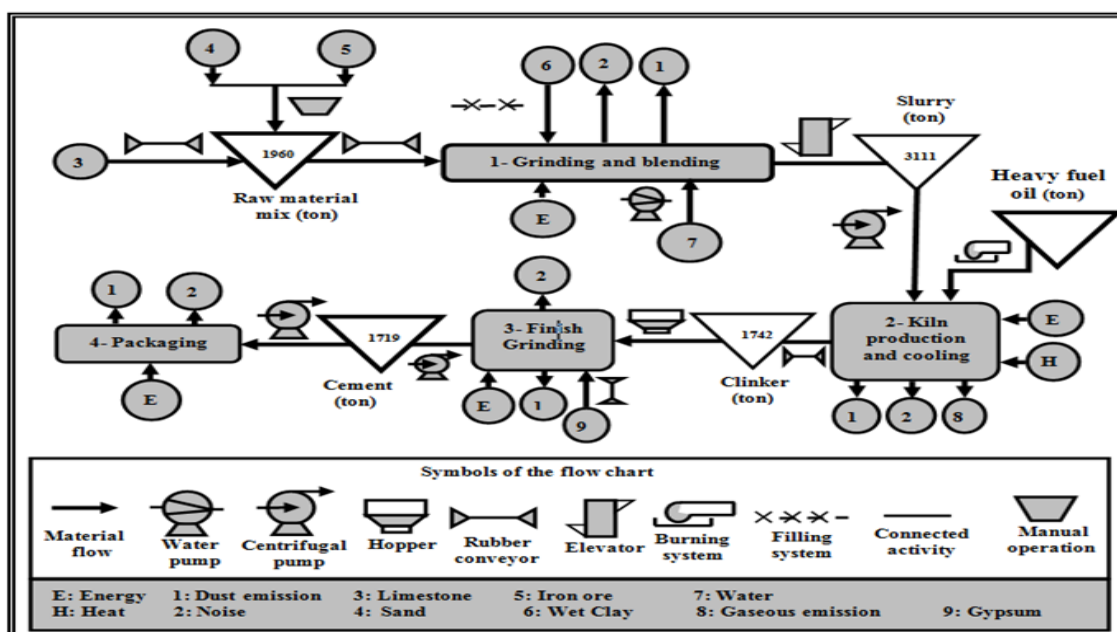 4
5
6
2
1
Slurry
(ton)
3
1960
1- Grinding and blending
3111
Raw material
mix (ton)
E
7
Heavy fuel
oil (ton)
1
2
2
4- Packaging
1719
3- Finish
Grinding
1742
2- Kiln
production
and cooling
E
H
Cement
(ton)
Clinker
(ton)
E
E
1
9
1
2
8
Symbols of the flow chart
Material
flow
Water
pump
Centrifugal
pump
Hopper
Rubber
conveyor
Elevator
Burning
system
Filling
system
Connected
activity
Manual
operation
E: Energy 1: Dust emission 3: Limestone 5: Iron ore 7: Water
H: Heat 2: Noise 4: Sand 6: Wet Clay 8: Gaseous emission 9: Gypsum